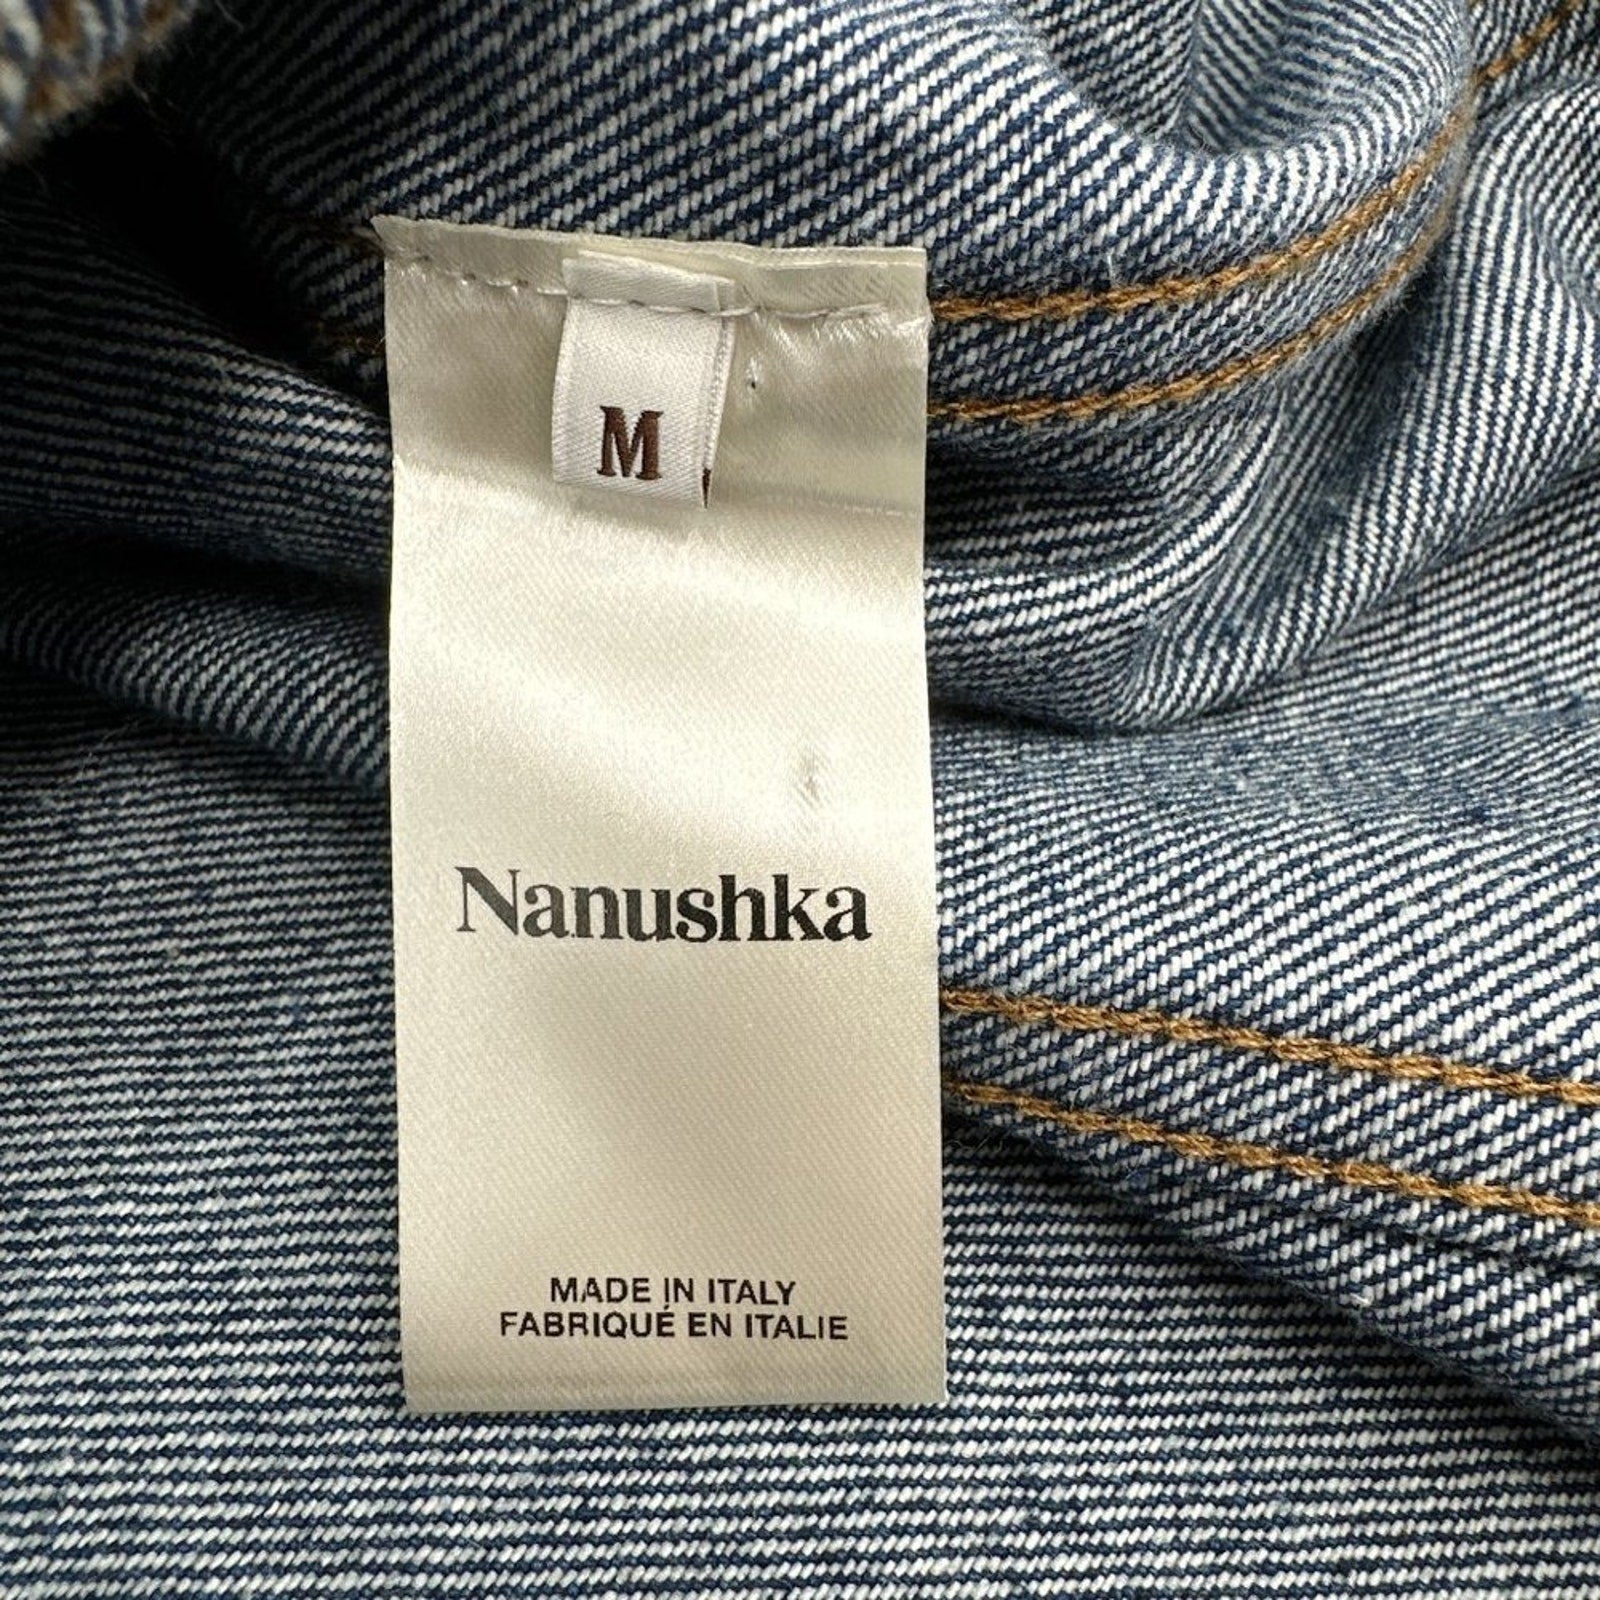 M
Nanushka
MADE IN ITALY
FABRIQUÉ EN ITALIE